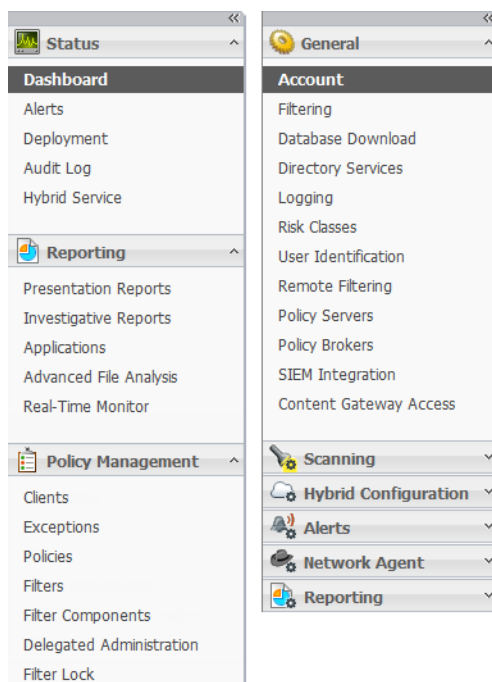 Status
Dashboard
Alerts
Deployment
Audit Log
Hybrid Service
Reporting
Presentation Reports
Investigative Reports
Applications
Advanced File Analysis
Real-Time Monitor
Policy Management
Clients
Exceptions
Policies
Filters
Filter Components
Delegated Administration
Filter Lock
General
Account
Filtering
Database Download
Directory Services
Logging
Risk Classes
User Identification
Remote Filtering
Policy Servers
Policy Brokers
SIEM Integration
Content Gateway Access
Scanning
Hybrid Configuration
Alerts
Network Agent
Reporting